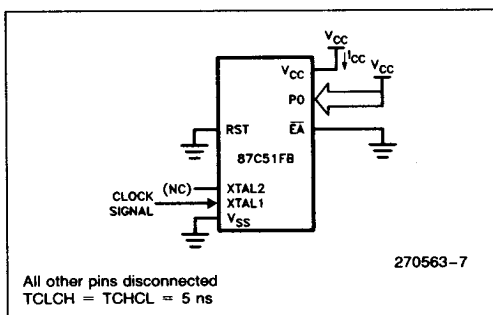 VCC
ICC
VCC
VCC
P0
RST
EA
87C51FB
(NC)
XTAL2
CLOCK
SIGNAL
XTAL1
VSS
270563-7
All other pins disconnected
TCLCH = TCHCL = 5 ns